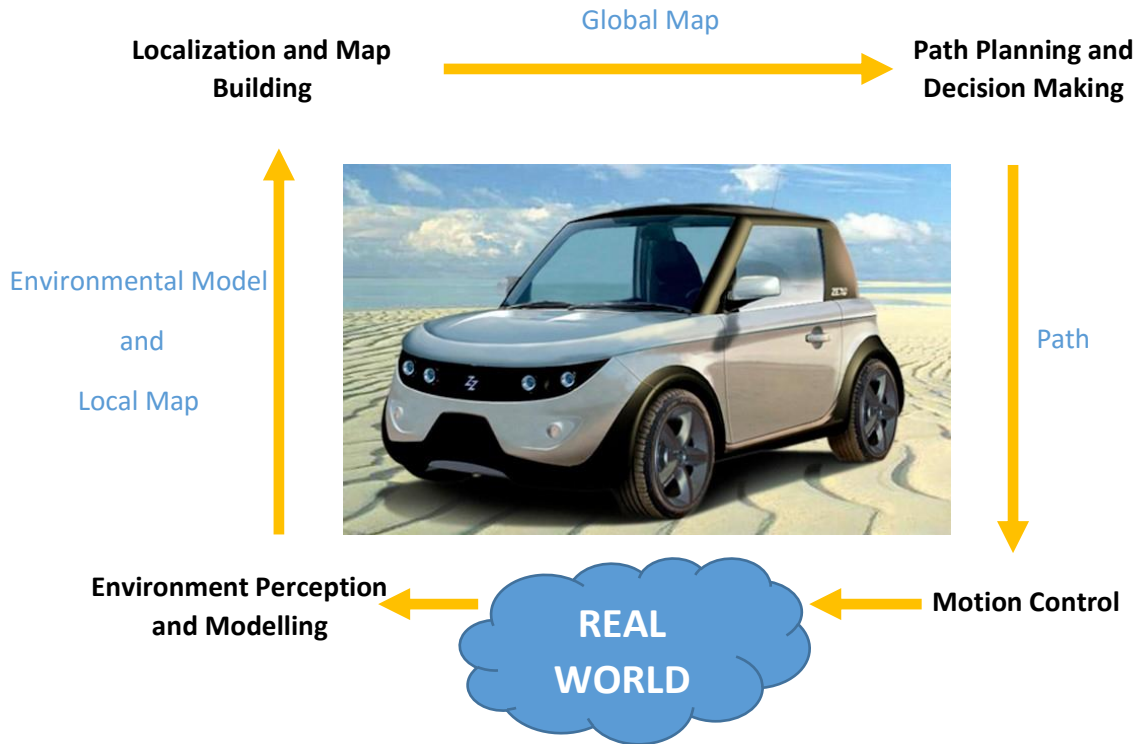 Global Map
Localization and Map
Building
Path Planning and
Decision Making
Environmental Model
and
Local Map
Path
Environment Perception
and Modelling
REAL
WORLD
Motion Control